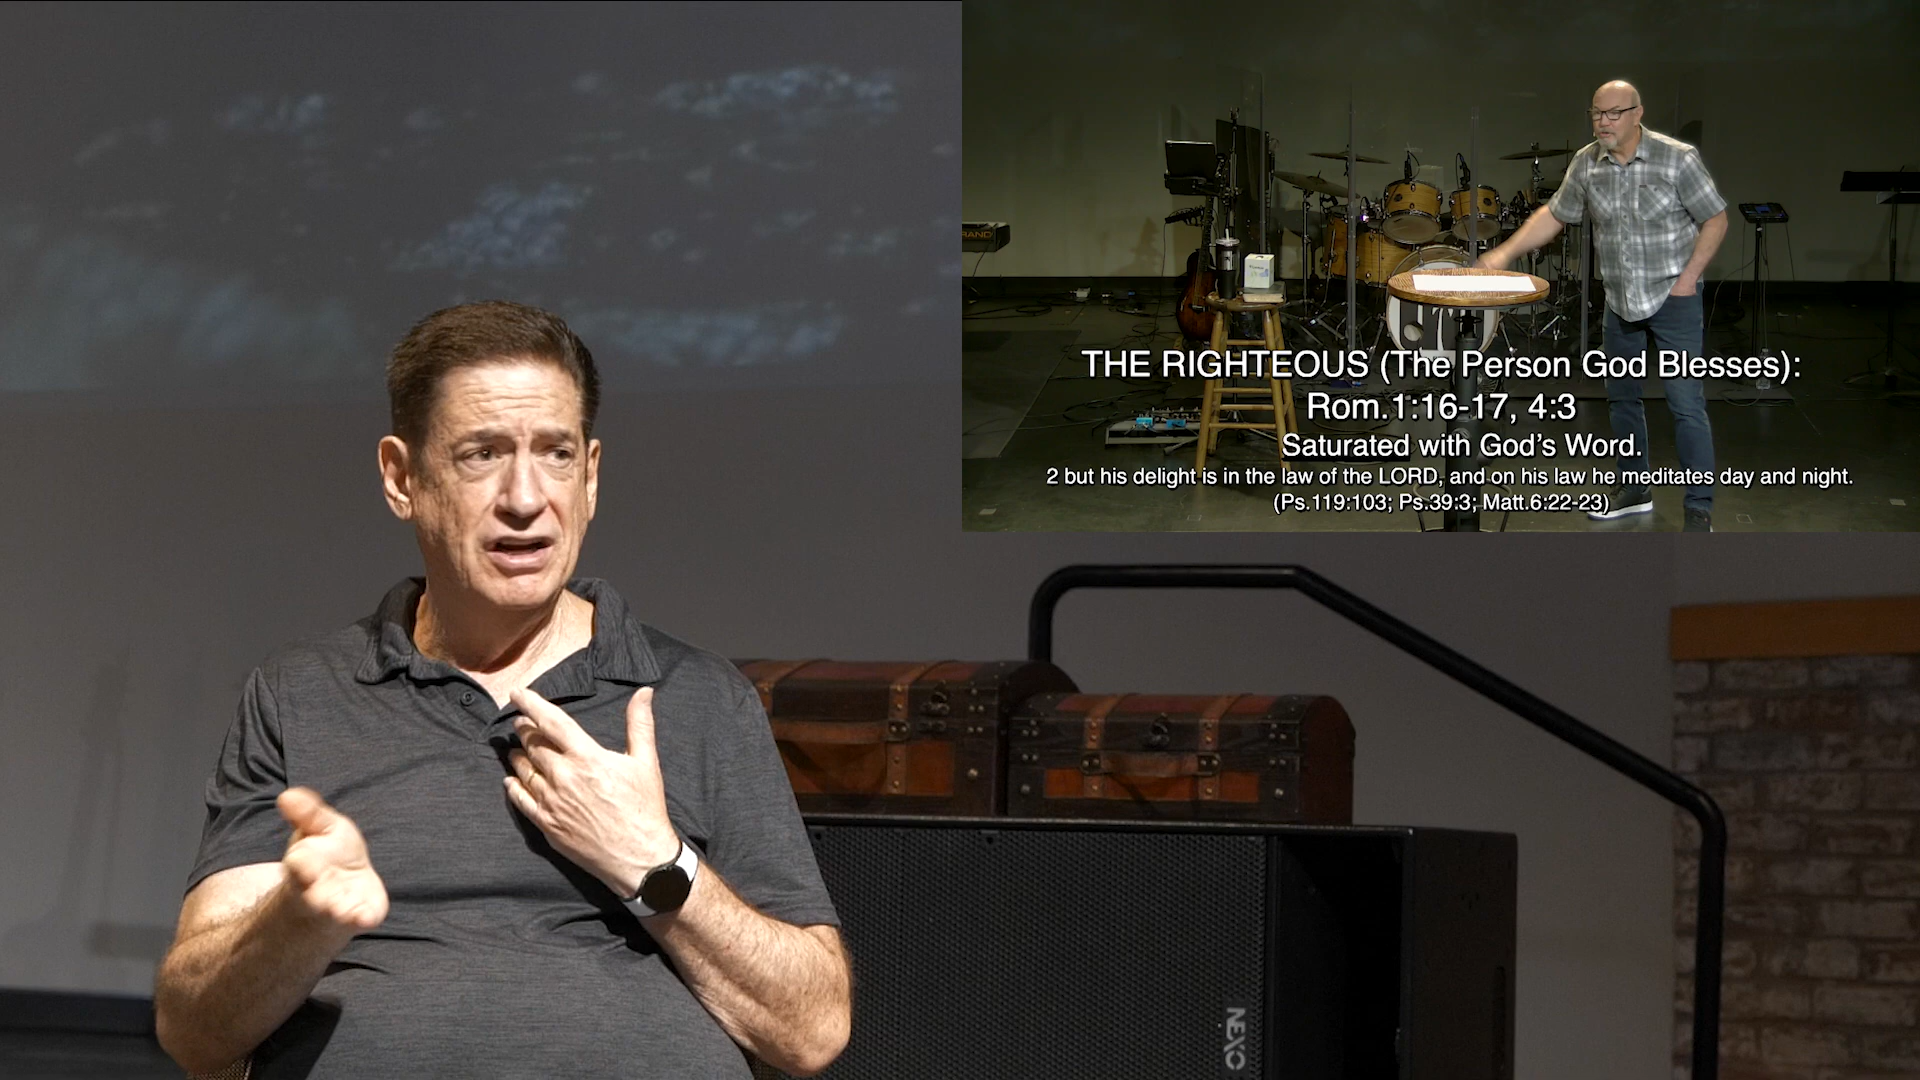 THE RIGHTEOUS (The Person God Blesses):
Rom.1:16-17, 4:3
Saturated with God’s Word.
2 but his delight is in the law of the LORD, and on his law he meditates day and night.
(Ps.119:103; Ps.39:3; Matt.6:22-23)
NEXO